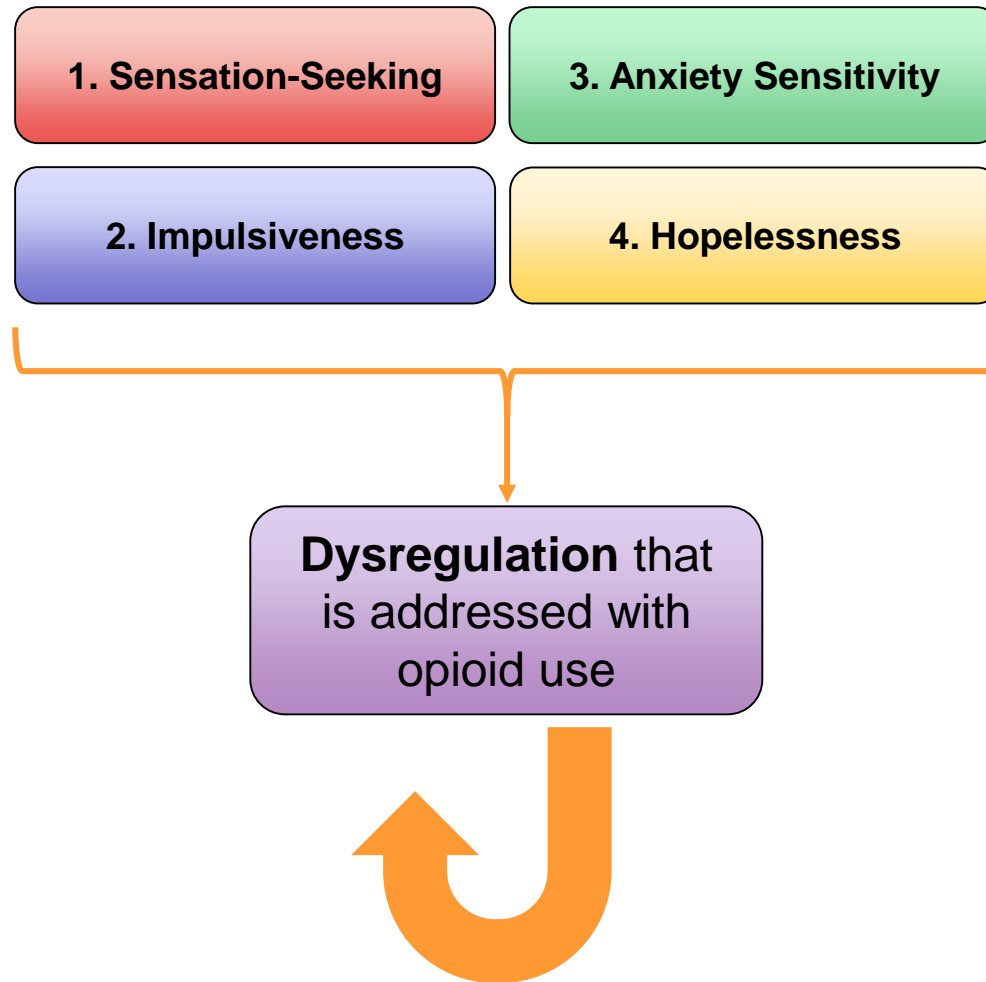 1. Sensation-Seeking
3. Anxiety Sensitivity
2. Impulsiveness
4. Hopelessness
Dysregulation that
is addressed with
opioid use